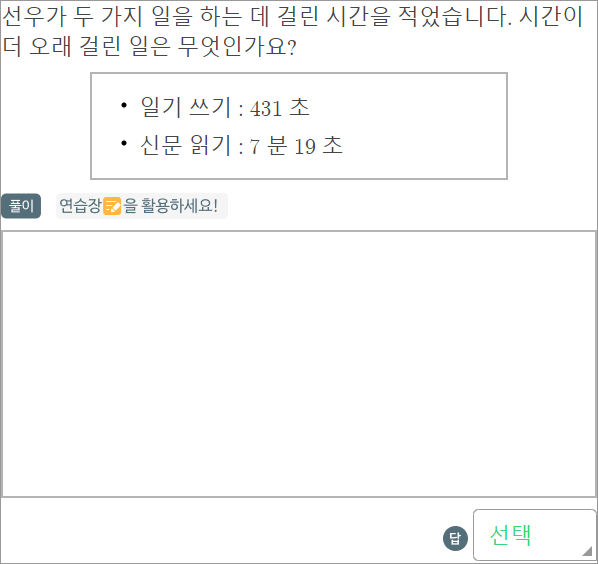 선우가 두 가지 일을 하는 데 걸린 시간을 적었습니다. 시간이
더 오래 걸린 일은 무엇인가요?
• 일기 쓰기 : 431 초
• 신문 읽기 : 7 분 19 초
풀이 연습장을 활용하세요!
답 선택